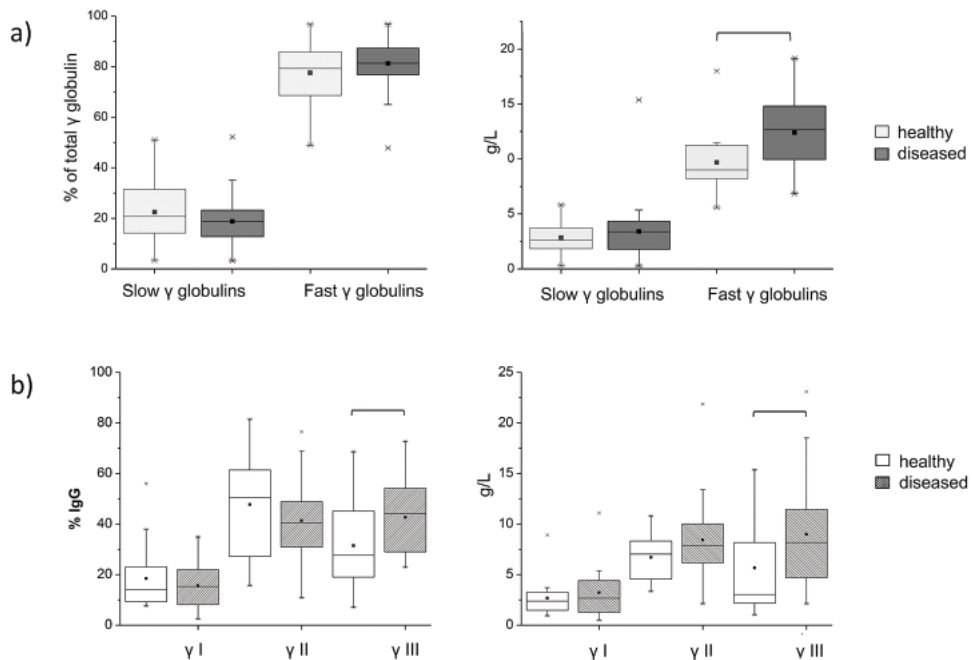 a)
% of total γ globulin
100
80
60
40
20
0
Slow γ globulins
Fast γ globulins
g/L
20
15
0
5
0
Slow γ globulins
Fast γ globulins
healthy
diseased
b)
% IgG
100
80
60
40
20
0
γ I
γ II
γ III
g/L
25
20
15
10
5
0
γ I
γ II
γ III
healthy
diseased